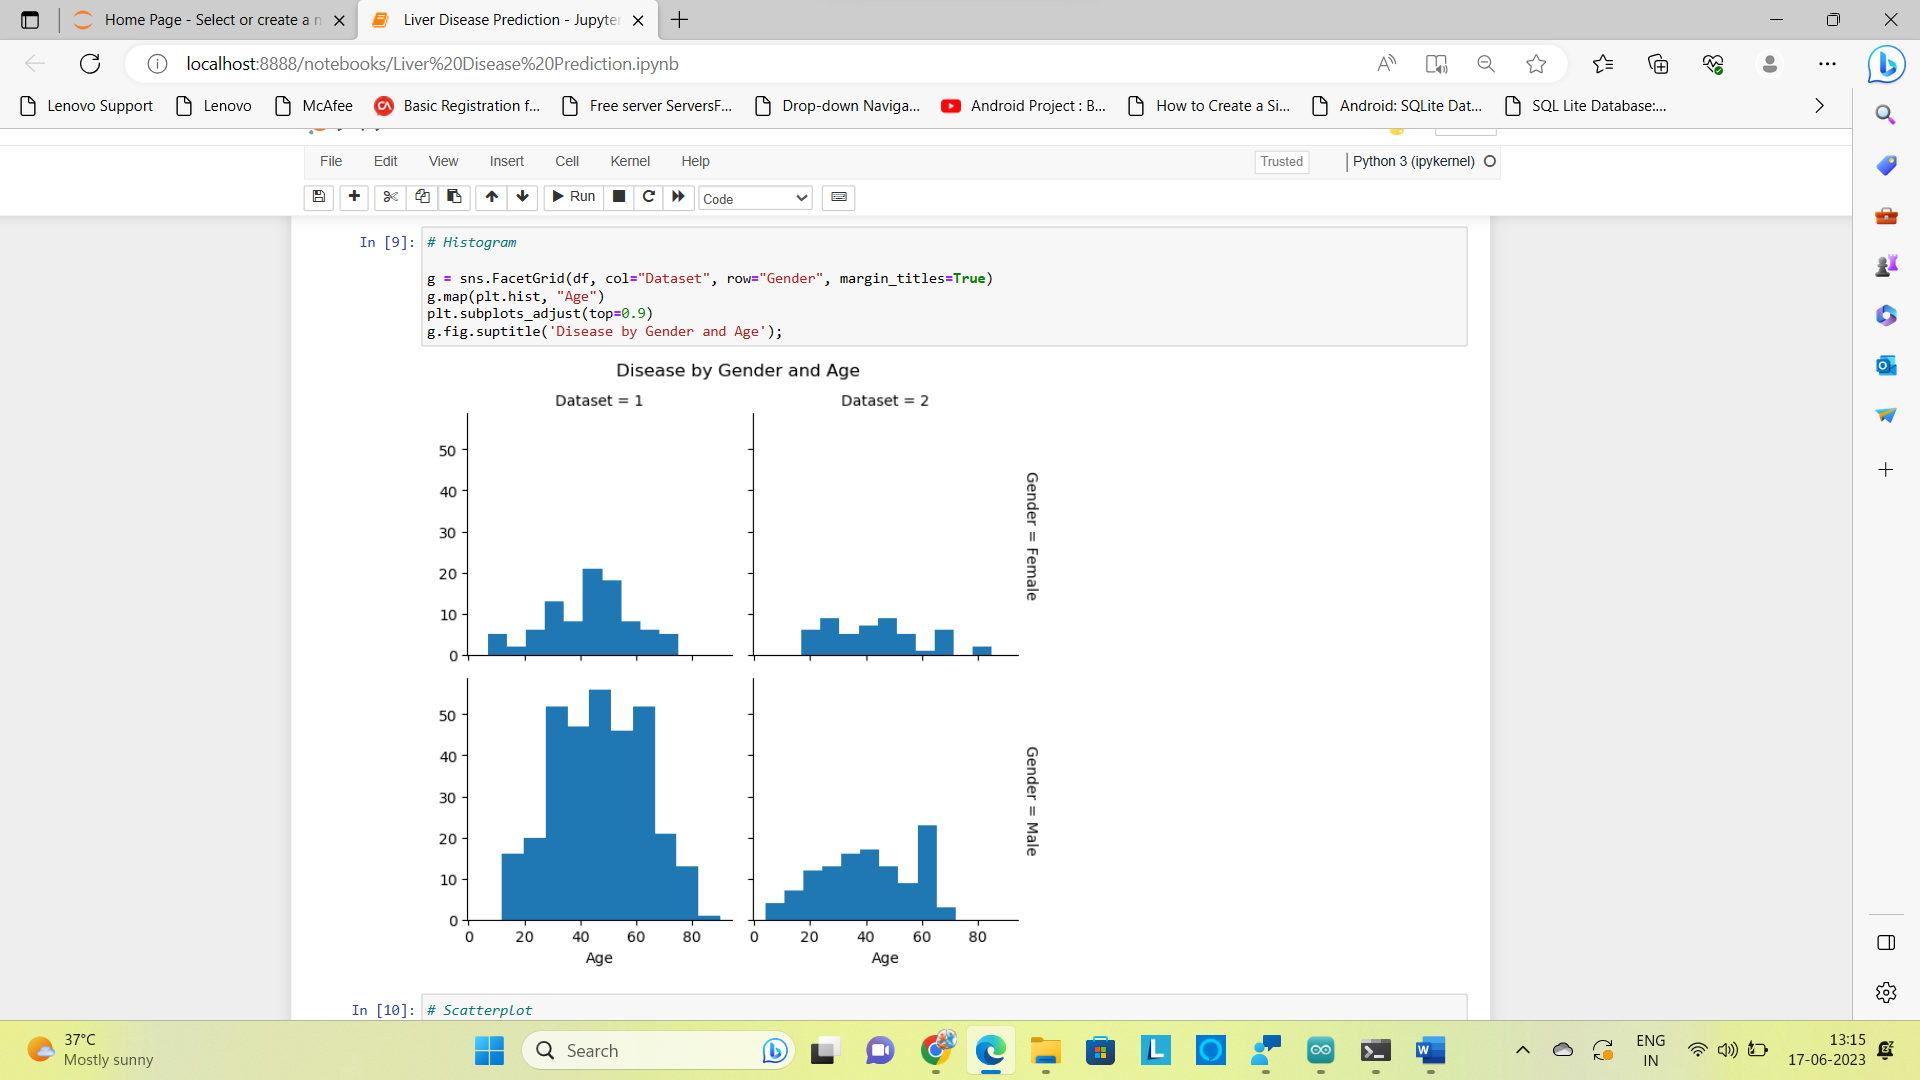 Home Page - Select or create a n
Liver Disease Prediction - Jupyte
localhost:8888/notebooks/Liver%20Disease%20Prediction.ipynb
Lenovo Support
Lenovo
McAfee
Basic Registration f...
Free server ServersF...
Drop-down Naviga...
Android Project : B...
How to Create a Si...
Android: SQLite Dat...
SQL Lite Database:...
File Edit View Insert Cell Kernel Help
Trusted
Python 3 (ipykernel)
Run
Code
In [9]:
# Histogram
g = sns.FacetGrid(df, col="Dataset", row="Gender", margin_titles=True)
g.map(plt.hist, "Age")
plt.subplots_adjust(top=0.9)
g.fig.suptitle('Disease by Gender and Age');
Disease by Gender and Age
Dataset = 1
Dataset = 2
50
40
30
20
10
0
Gender = Female
50
40
30
20
10
0
Gender = Male
0 20 40 60 80
0 20 40 60 80
Age
Age
In [10]:
# Scatterplot
37°C
Mostly sunny
Search
ENG
IN
13:15
17-06-2023